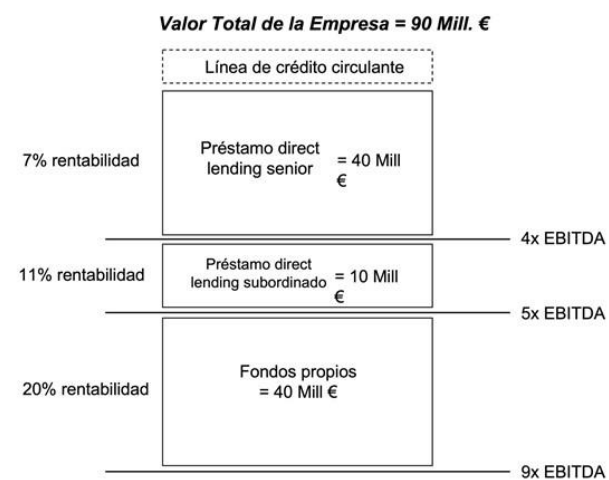 Valor Total de la Empresa = 90 Mill. €
Línea de crédito circulante
7% rentabilidad
Préstamo direct
lending senior
= 40 Mill
€
4x EBITDA
11% rentabilidad
Préstamo direct
lending subordinado
= 10 Mill
€
5x EBITDA
20% rentabilidad
Fondos propios
= 40 Mill €
9x EBITDA